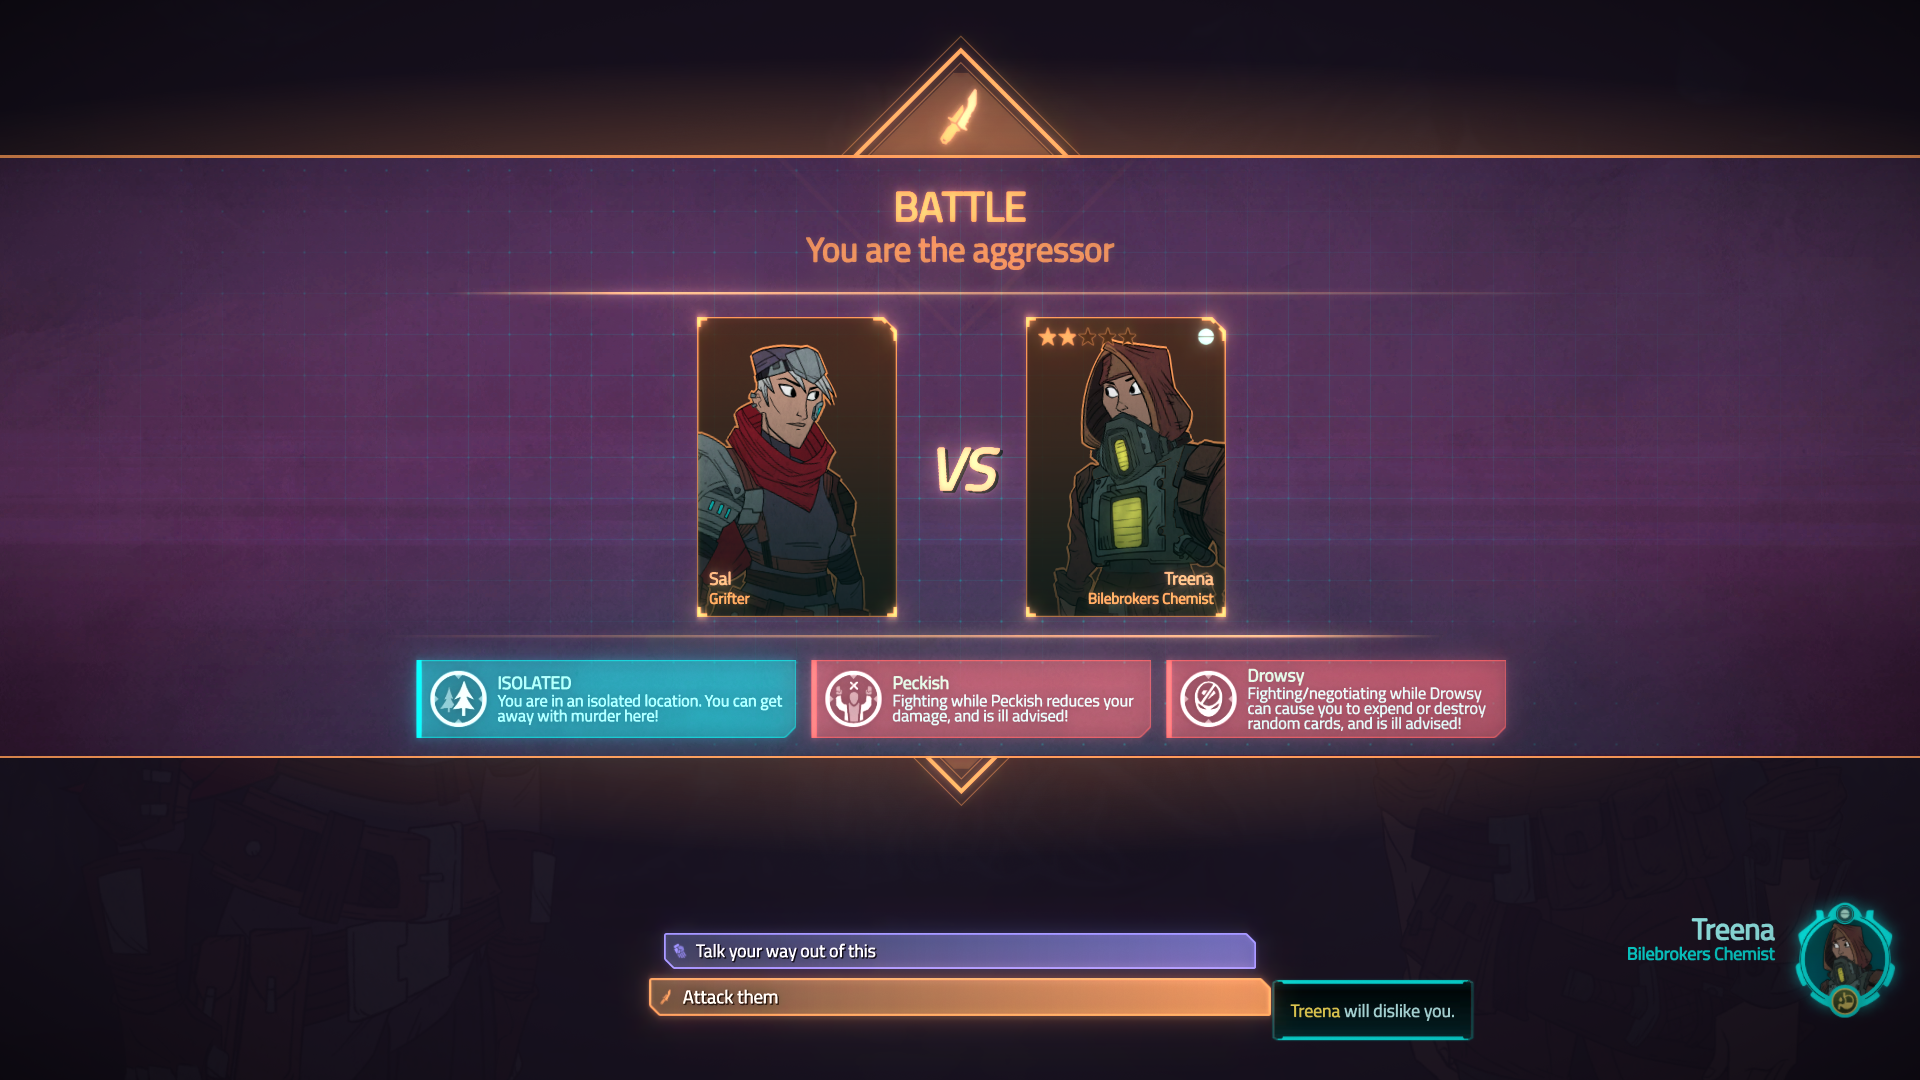 BATTLE
You are the aggressor
VS
Sal
Grifter
Treena
Bilebrokers Chemist
ISOLATED
You are in an isolated location. You can get
away with murder here!
Peckish
Fighting while Peckish reduces your
damage, and is ill advised!
Drowsy
Fighting/negotiating while Drowsy
can cause you to expend or destroy
random cards, and is ill advised!
Talk your way out of this
Attack them
Treena will dislike you.
Treena
Bilebrokers Chemist